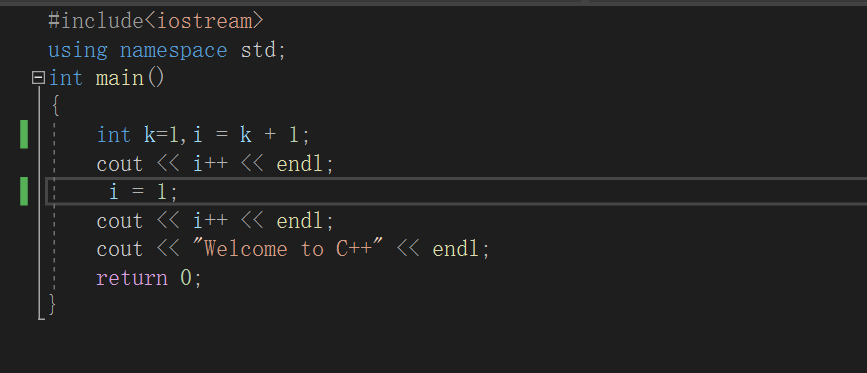 #include<iostream>
using namespace std;
int main()
{
int k=1,i = k + 1;
cout << i++ << endl;
i = 1;
cout << i++ << endl;
cout << "Welcome to C++" << endl;
return 0;
}